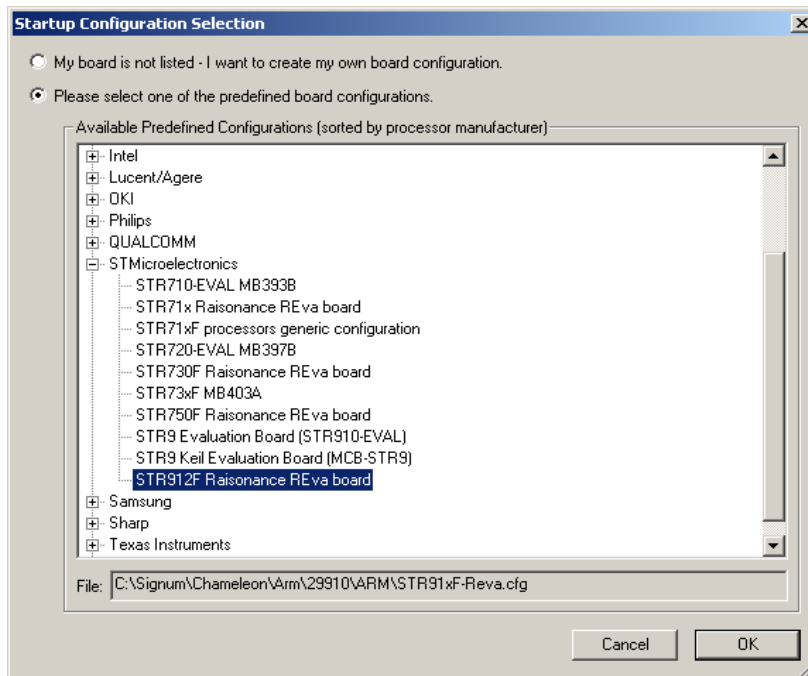 Startup Configuration Selection
My board is not listed - I want to create my own board configuration.
Please select one of the predefined board configurations.
Available Predefined Configurations (sorted by processor manufacturer)
Intel
Lucent/Agere
OKI
Philips
QUALCOMM
STMicroelectronics
STR710-EVAL MB393B
STR71x Raisonance REva board
STR71xF processors generic configuration
STR720-EVAL MB397B
STR730F Raisonance REva board
STR73xF MB403A
STR750F Raisonance REva board
STR9 Evaluation Board (STR910-EVAL)
STR9 Keil Evaluation Board (MCB-STR9)
STR912F Raisonance REva board
Samsung
Sharp
Texas Instruments
File: C:\Signum\Chameleon\Arm\29910\ARM\STR91xF-Reva.cfg
Cancel OK